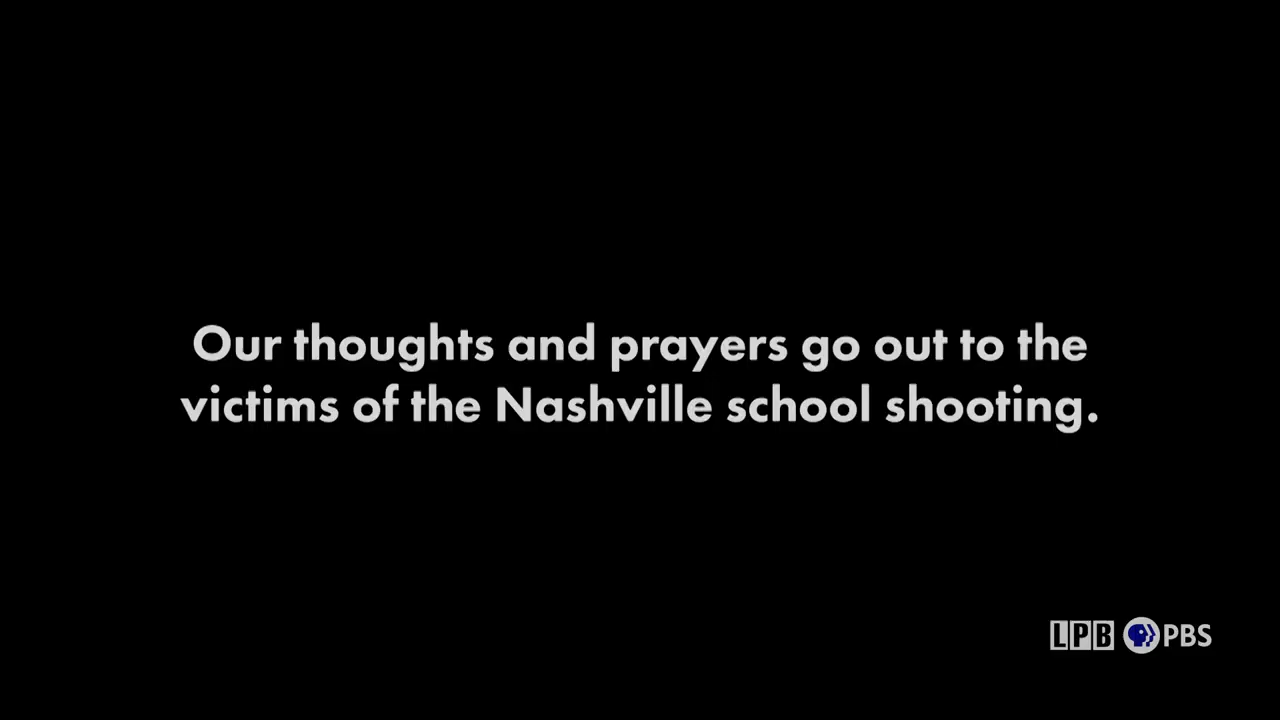 Our thoughts and prayers go out to the
victims of the Nashville school shooting.
LPB PBS